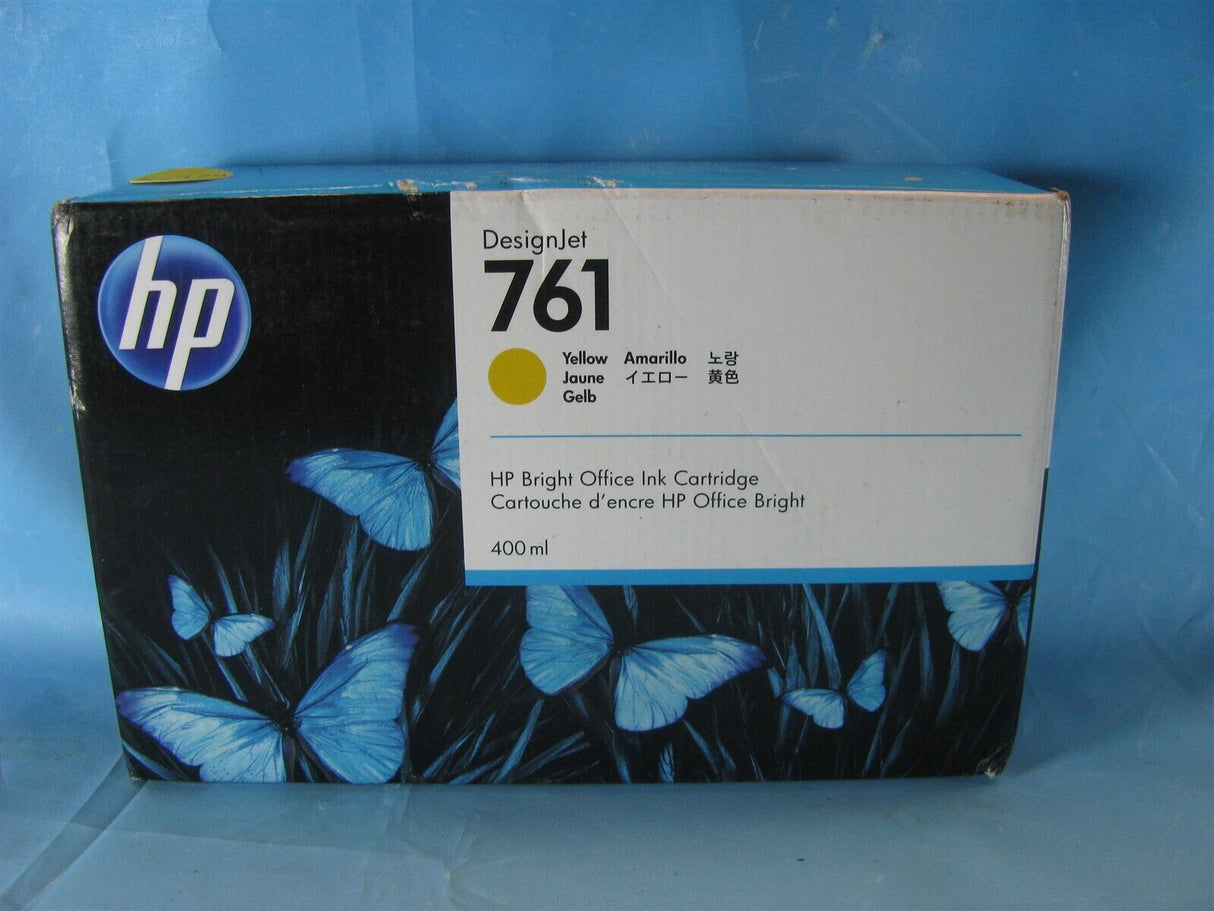 hp
DesignJet
761
Yellow Amarillo 노랑
Jaune イエロー 黄色
Gelb
HP Bright Office Ink Cartridge
Cartouche d'encre HP Office Bright
400 ml